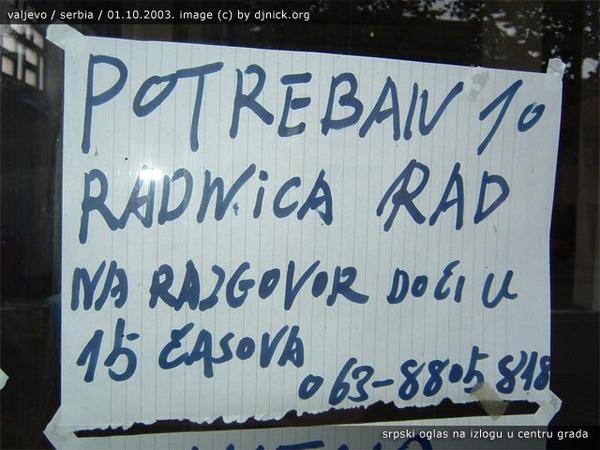 valjevo / serbia / 01.10.2003. image (c) by djnick.org
POTREBAN 10
RADNICA RAD
NA RAZGOVOR DOĆI U
15 ČASOVA
063-8805818
srpski oglas na izlogu u centru grada